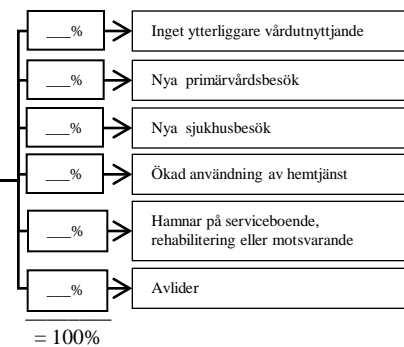 ___% Inget ytterliggare vårdutnyttjande
___% Nya primärvårdsbesök
___% Nya sjukhusbesök
___% Ökad användning av hemtjänst
___% Hamnar på serviceboende,
rehabilitering eller motsvarande
___% Avlider
= 100%